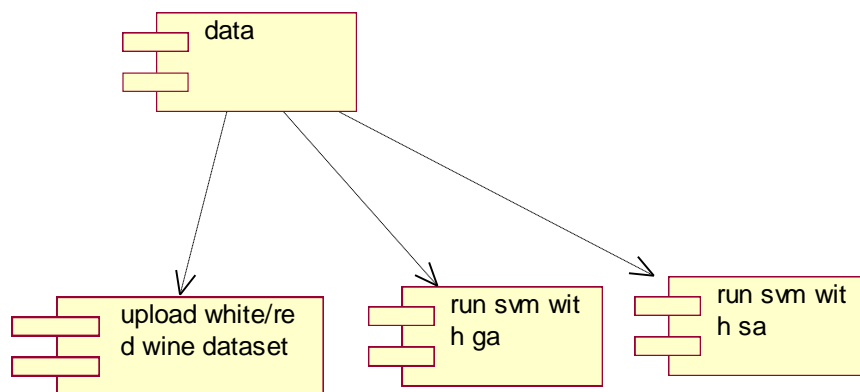 data
upload white/re
d wine dataset
run svm wit
h ga
run svm wit
h sa